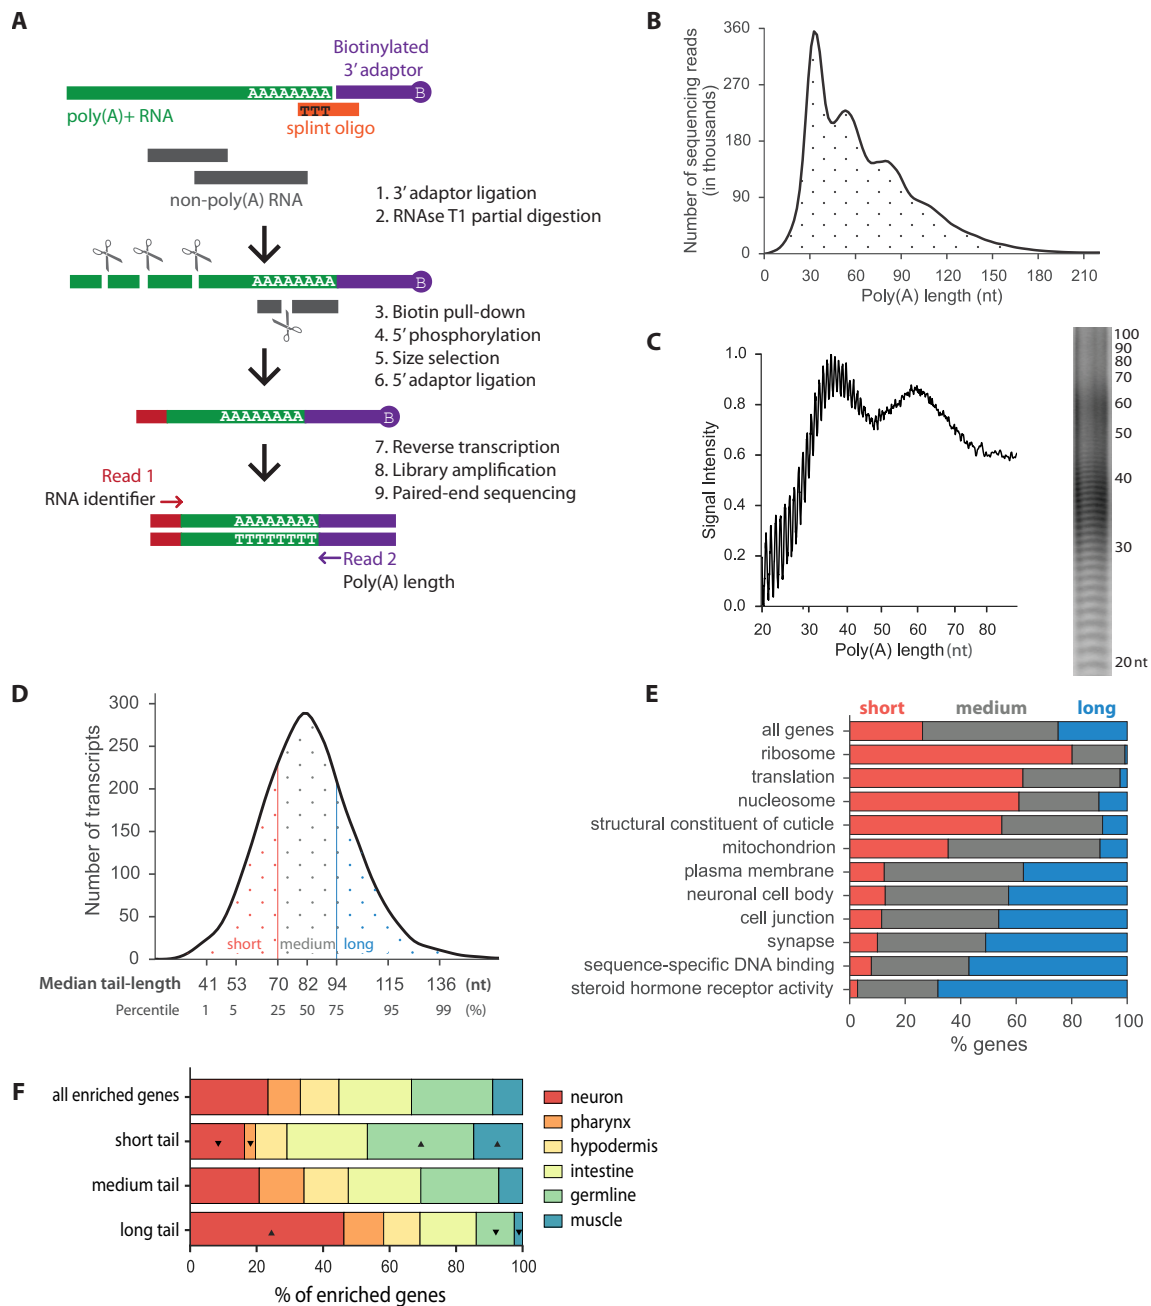 A
Biotinylated
3' adaptor
AAAAAAAA
B
TTT
poly(A)+ RNA
splint oligo
non-poly(A) RNA
1. 3' adaptor ligation
2. RNAse T1 partial digestion
AAAAAAAA
B
3. Biotin pull-down
4. 5' phosphorylation
5. Size selection
6. 5' adaptor ligation
AAAAAAAA
B
7. Reverse transcription
8. Library amplification
9. Paired-end sequencing
Read 1
RNA identifier
AAAAAAAA
TTTTTTTT
Read 2
Poly(A) length
B
Number of sequencing reads
(in thousands)
360
270
180
90
0
0 30 60 90 120 150 180 210
Poly(A) length (nt)
C
Signal Intensity
1.0
0.8
0.6
0.4
0.2
0.0
20 30 40 50 60 70 80
Poly(A) length (nt)
100
90
80
70
60
50
40
30
20 nt
D
Number of transcripts
300
250
200
150
100
50
0
short medium long
Median tail-length 41 53 70 82 94 115 136 (nt)
Percentile 1 5 25 50 75 95 99 (%)
E
short medium long
all genes
ribosome
translation
nucleosome
structural constituent of cuticle
mitochondrion
plasma membrane
neuronal cell body
cell junction
synapse
sequence-specific DNA binding
steroid hormone receptor activity
0 20 40 60 80 100
% genes
F
all enriched genes
short tail
medium tail
long tail
0 20 40 60 80 100
% of enriched genes
neuron
pharynx
hypodermis
intestine
germline
muscle